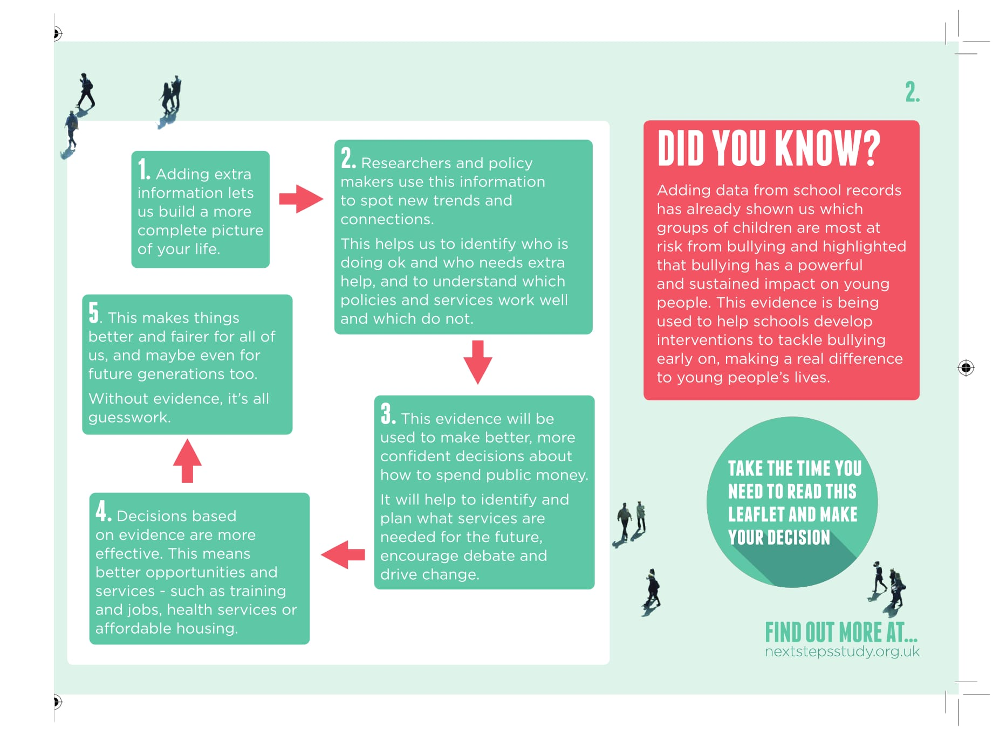 2.
1. Adding extra
information lets
us build a more
complete picture
of your life.
2. Researchers and policy
makers use this information
to spot new trends and
connections.
This helps us to identify who is
doing ok and who needs extra
help, and to understand which
policies and services work well
and which do not.
3. This evidence will be
used to make better, more
confident decisions about
how to spend public money.
It will help to identify and
plan what services are
needed for the future,
encourage debate and
drive change.
4. Decisions based
on evidence are more
effective. This means
better opportunities and
services - such as training
and jobs, health services or
affordable housing.
5. This makes things
better and fairer for all of
us, and maybe even for
future generations too.
Without evidence, it’s all
guesswork.
DID YOU KNOW?
Adding data from school records
has already shown us which
groups of children are most at
risk from bullying and highlighted
that bullying has a powerful
and sustained impact on young
people. This evidence is being
used to help schools develop
interventions to tackle bullying
early on, making a real difference
to young people’s lives.
TAKE THE TIME YOU
NEED TO READ THIS
LEAFLET AND MAKE
YOUR DECISION
FIND OUT MORE AT...
nextstepsstudy.org.uk